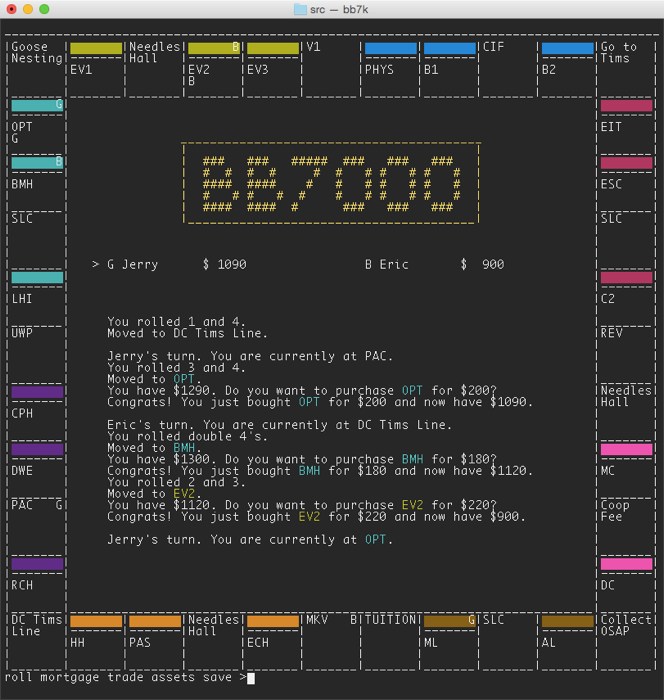 src — bb7k
Goose Nesting
Needles Hall
B
V1
CIF
Go to Tims
EV1
EV2
B
EV3
PHYS
B1
B2
G
OPT
G
EIT
B
BMH
ESC
SLC
SLC
BB7000
> G Jerry $ 1090 B Eric $ 900
LHI
C2
UWP
REV
You rolled 1 and 4.
Moved to DC Tims Line.
Jerry's turn. You are currently at PAC.
You rolled 3 and 4.
Moved to OPT.
You have $1290. Do you want to purchase OPT for $200?
Congrats! You just bought OPT for $200 and now have $1090.
Eric's turn. You are currently at DC Tims Line.
You rolled double 4's.
Moved to BMH.
You have $1300. Do you want to purchase BMH for $180?
Congrats! You just bought BMH for $180 and now have $1120.
You rolled 2 and 3.
Moved to EV2.
You have $1120. Do you want to purchase EV2 for $220?
Congrats! You just bought EV2 for $220 and now have $900.
Jerry's turn. You are currently at OPT.
CPH
Needles Hall
DWE
MC
PAC G
Coop Fee
RCH
DC
DC Tims Line
Needles Hall
MKV B
TUITION
G
SLC
Collect OSAP
HH
PAS
ECH
ML
AL
roll mortgage trade assets save >